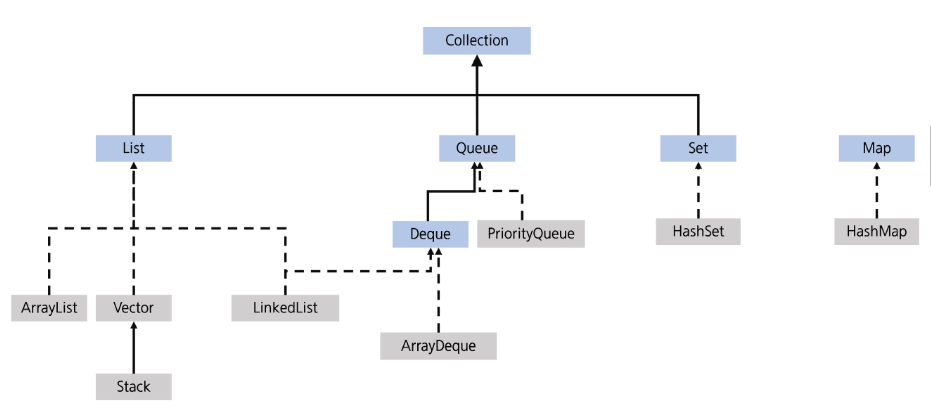 Collection
List
Queue
Set
Map
Deque
PriorityQueue
HashSet
HashMap
ArrayList
Vector
LinkedList
ArrayDeque
Stack